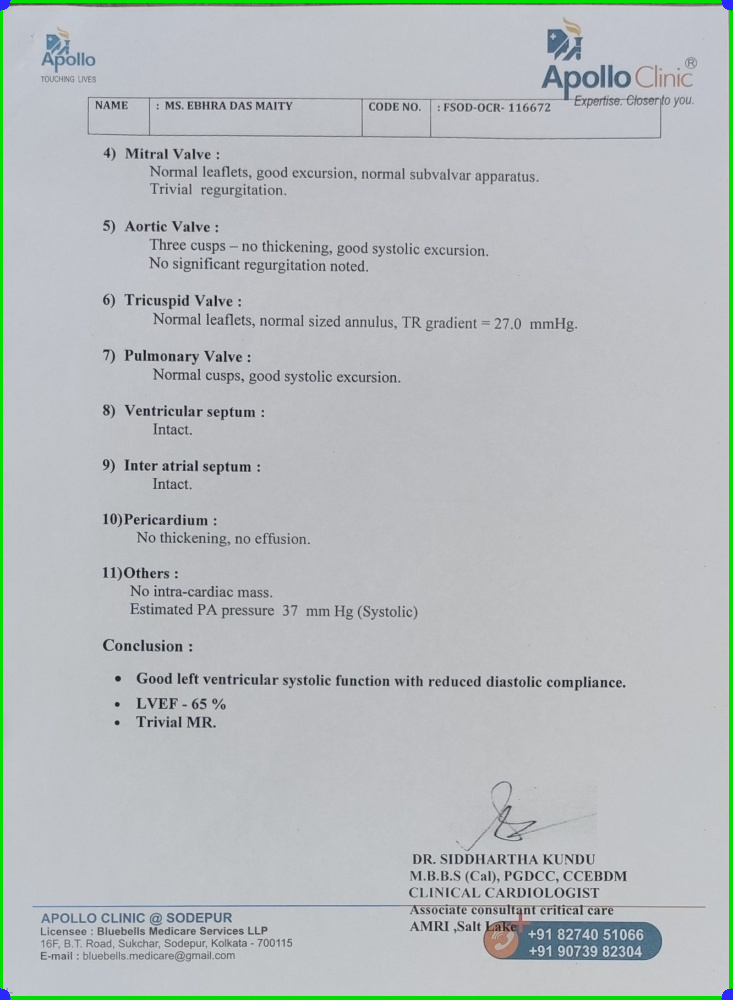 Apollo
TOUCHING LIVES
Apollo Clinic®
Expertise. Closer to you.
NAME : MS. EBHRA DAS MAITY CODE NO. : FSOD-OCR- 116672
4) Mitral Valve :
Normal leaflets, good excursion, normal subvalvar apparatus.
Trivial regurgitation.
5) Aortic Valve :
Three cusps – no thickening, good systolic excursion.
No significant regurgitation noted.
6) Tricuspid Valve :
Normal leaflets, normal sized annulus, TR gradient = 27.0 mmHg.
7) Pulmonary Valve :
Normal cusps, good systolic excursion.
8) Ventricular septum :
Intact.
9) Inter atrial septum :
Intact.
10)Pericardium :
No thickening, no effusion.
11)Others :
No intra-cardiac mass.
Estimated PA pressure 37 mm Hg (Systolic)
Conclusion :
• Good left ventricular systolic function with reduced diastolic compliance.
• LVEF - 65 %
• Trivial MR.
DR. SIDDHARTHA KUNDU
M.B.B.S (Cal), PGDCC, CCEBDM
CLINICAL CARDIOLOGIST
Associate consultant critical care
AMRI ,Salt Lake
APOLLO CLINIC @ SODEPUR
Licensee : Bluebells Medicare Services LLP
16F, B.T. Road, Sukchar, Sodepur, Kolkata - 700115
E-mail : bluebells.medicare@gmail.com
+91 82740 51066
+91 90739 82304